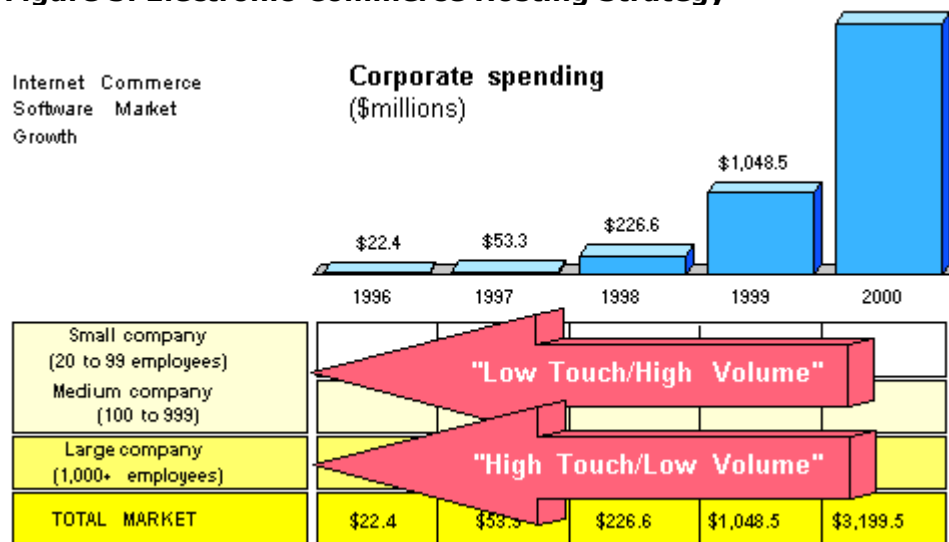 Internet Commerce
Software Market
Growth
Corporate spending
($millions)
$1,048.5
$226.6
$53.3
$22.4
1996 1997 1998 1999 2000
Small company
(20 to 99 employees)
Medium company
(100 to 999)
"Low Touch/High Volume"
Large company
(1,000+ employees)
"High Touch/Low Volume"
TOTAL MARKET $22.4 $53.3 $226.6 $1,048.5 $3,199.5